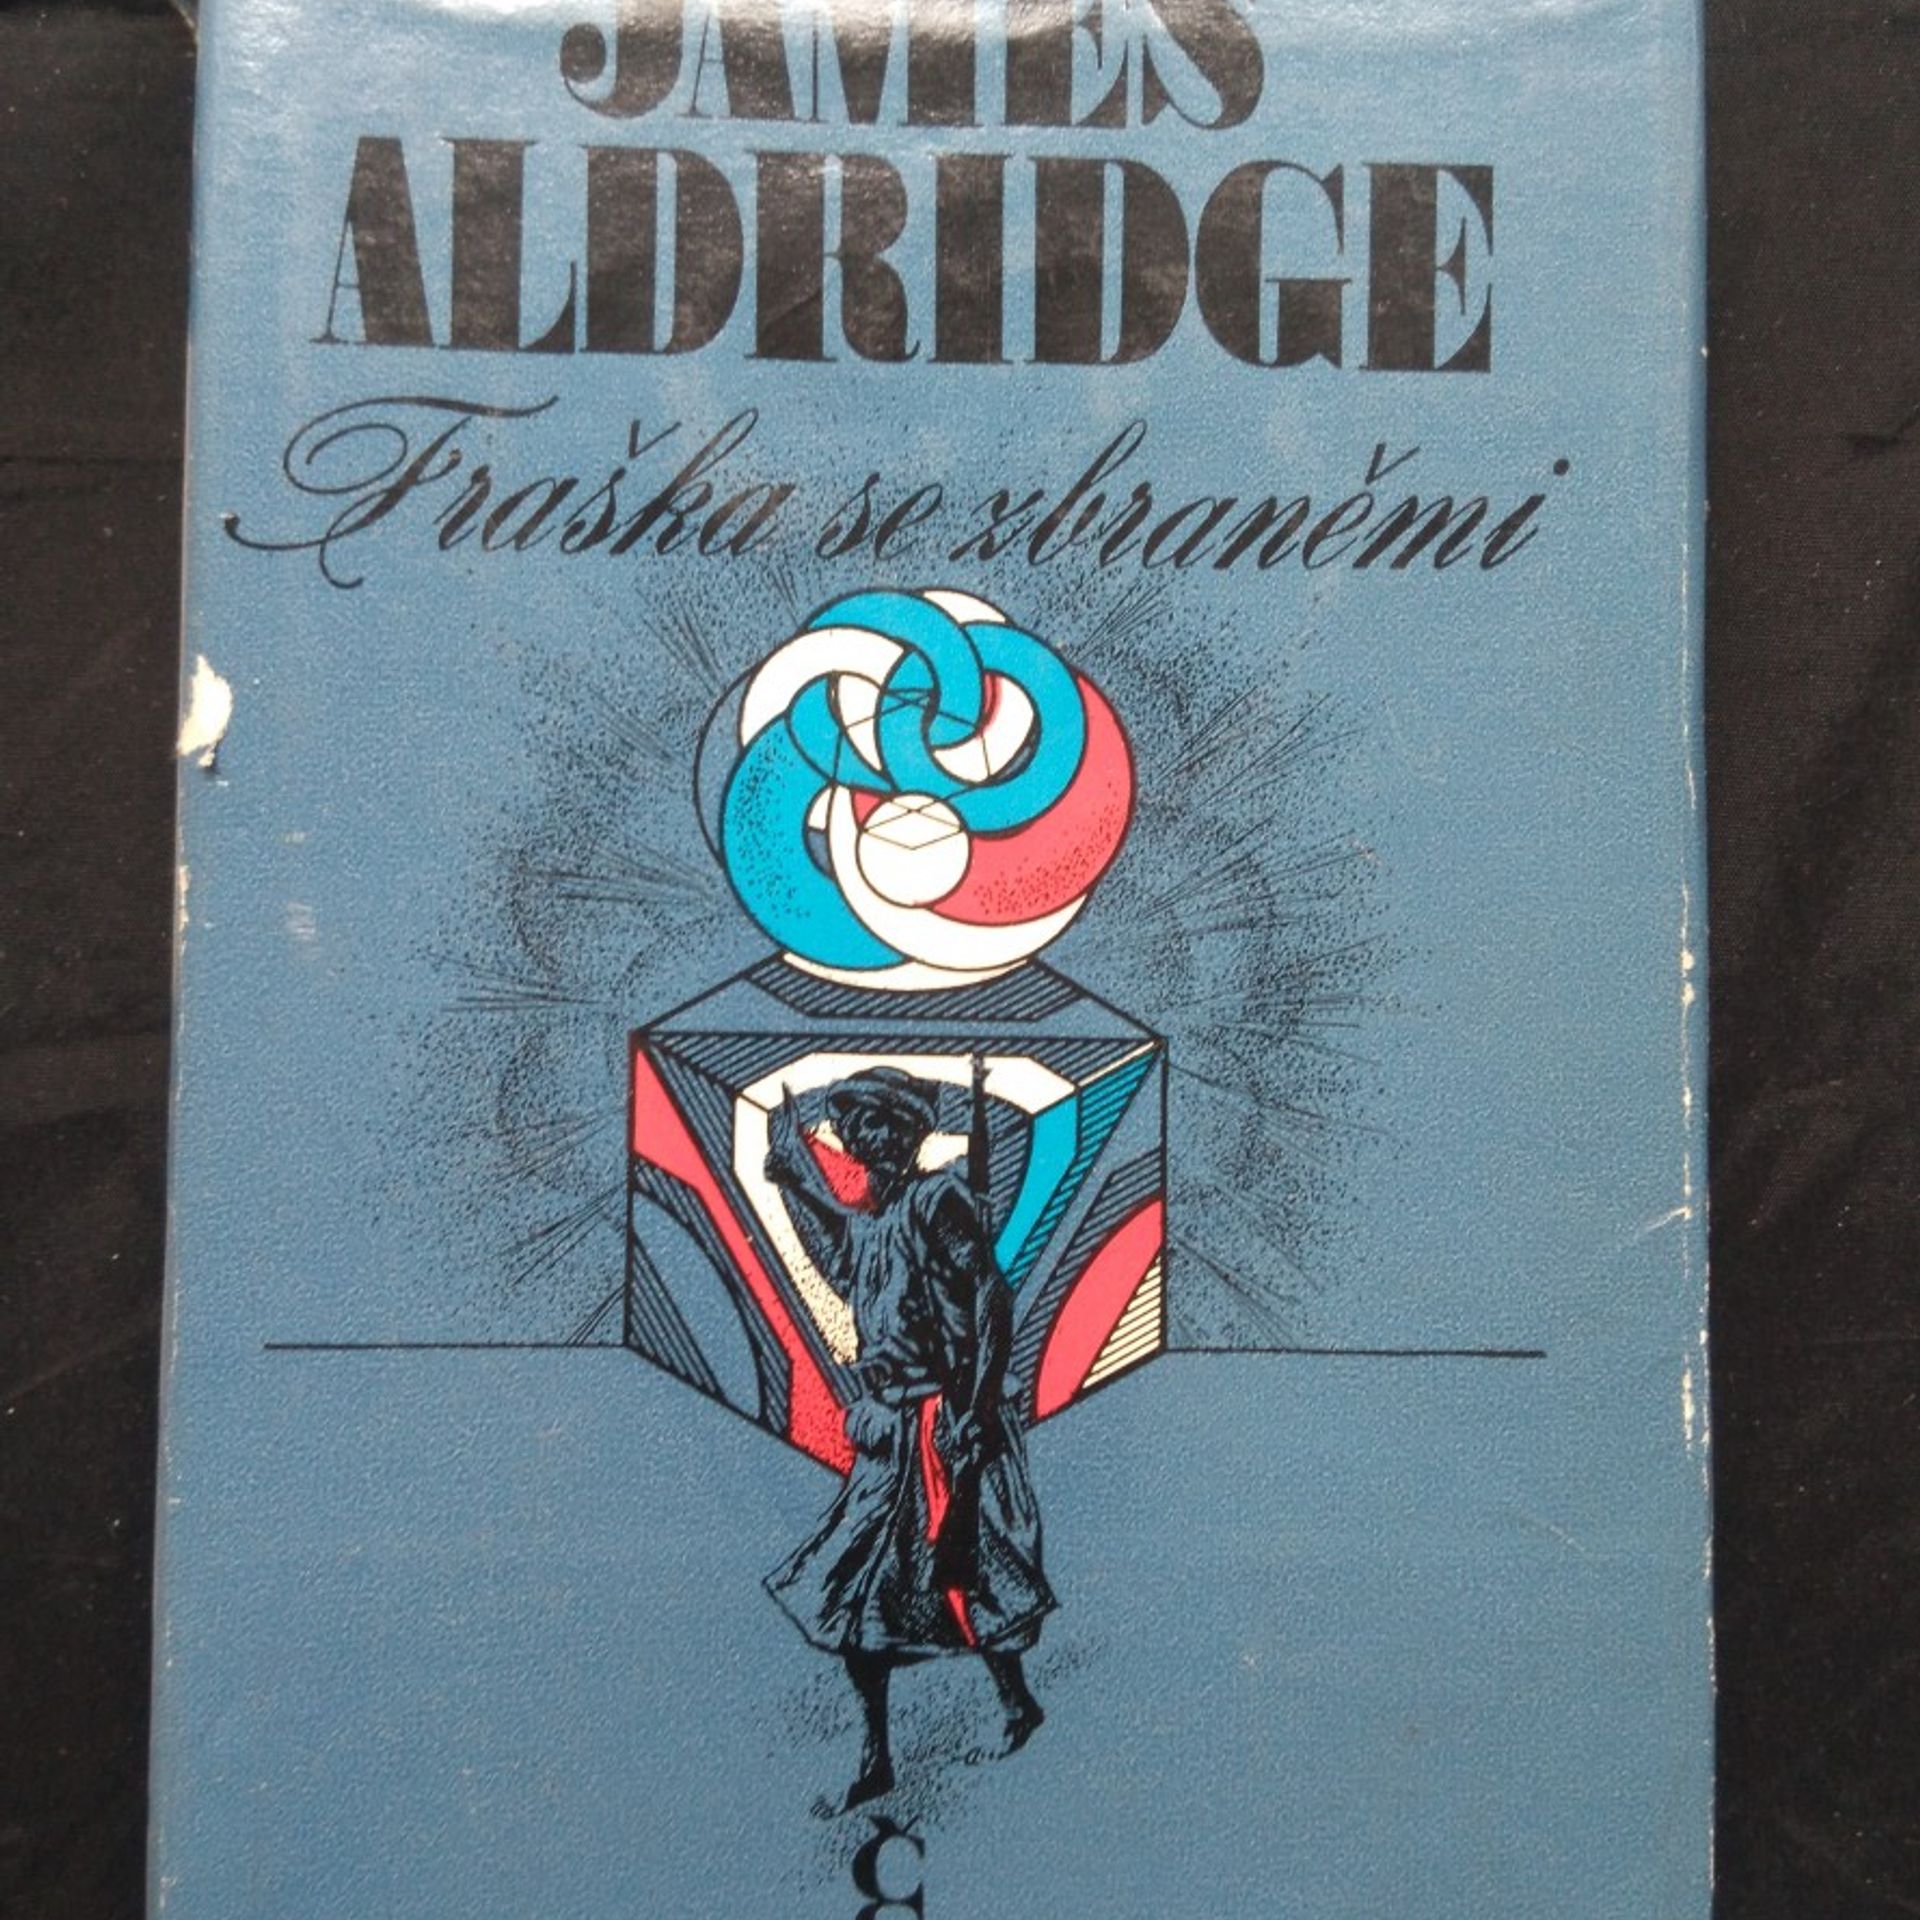 JAMES
ALDRIDGE
Fraška se zbraněmi
Č